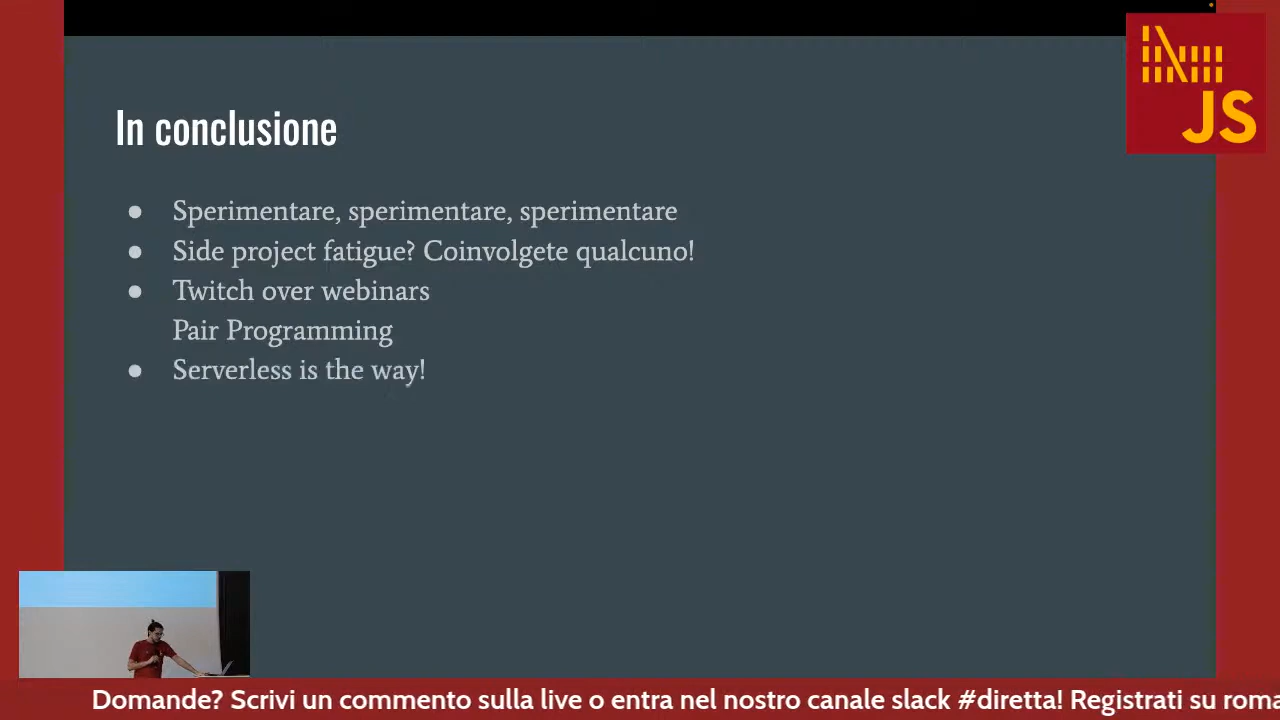 JS
In conclusione
Sperimentare, sperimentare, sperimentare
Side project fatigue? Coinvolgete qualcuno!
Twitch over webinars
Pair Programming
Serverless is the way!
Domande? Scrivi un commento sulla live o entra nel nostro canale slack #diretta! Registrati su roma